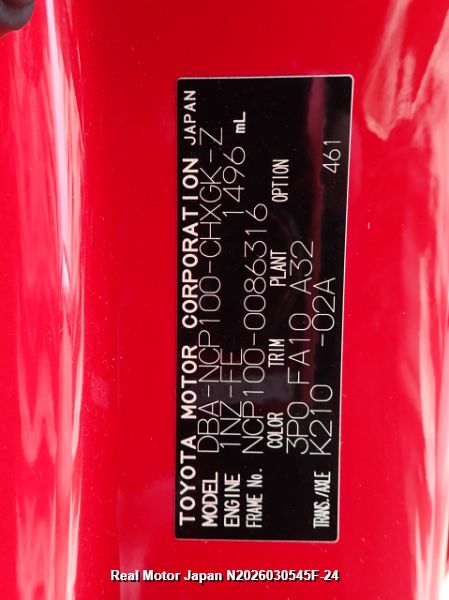 TOYOTA MOTOR CORPORATION JAPAN
MODEL DBA-NCP100-CHXGK-Z
ENGINE 1NZ-FE 1496 mL
FRAME No. NCP100-0086316
COLOR TRIM PLANT OPTION
3P0 FA10 A32 461
TRANS./AXLE K210 -02A
Real Motor Japan N2026030545F-24